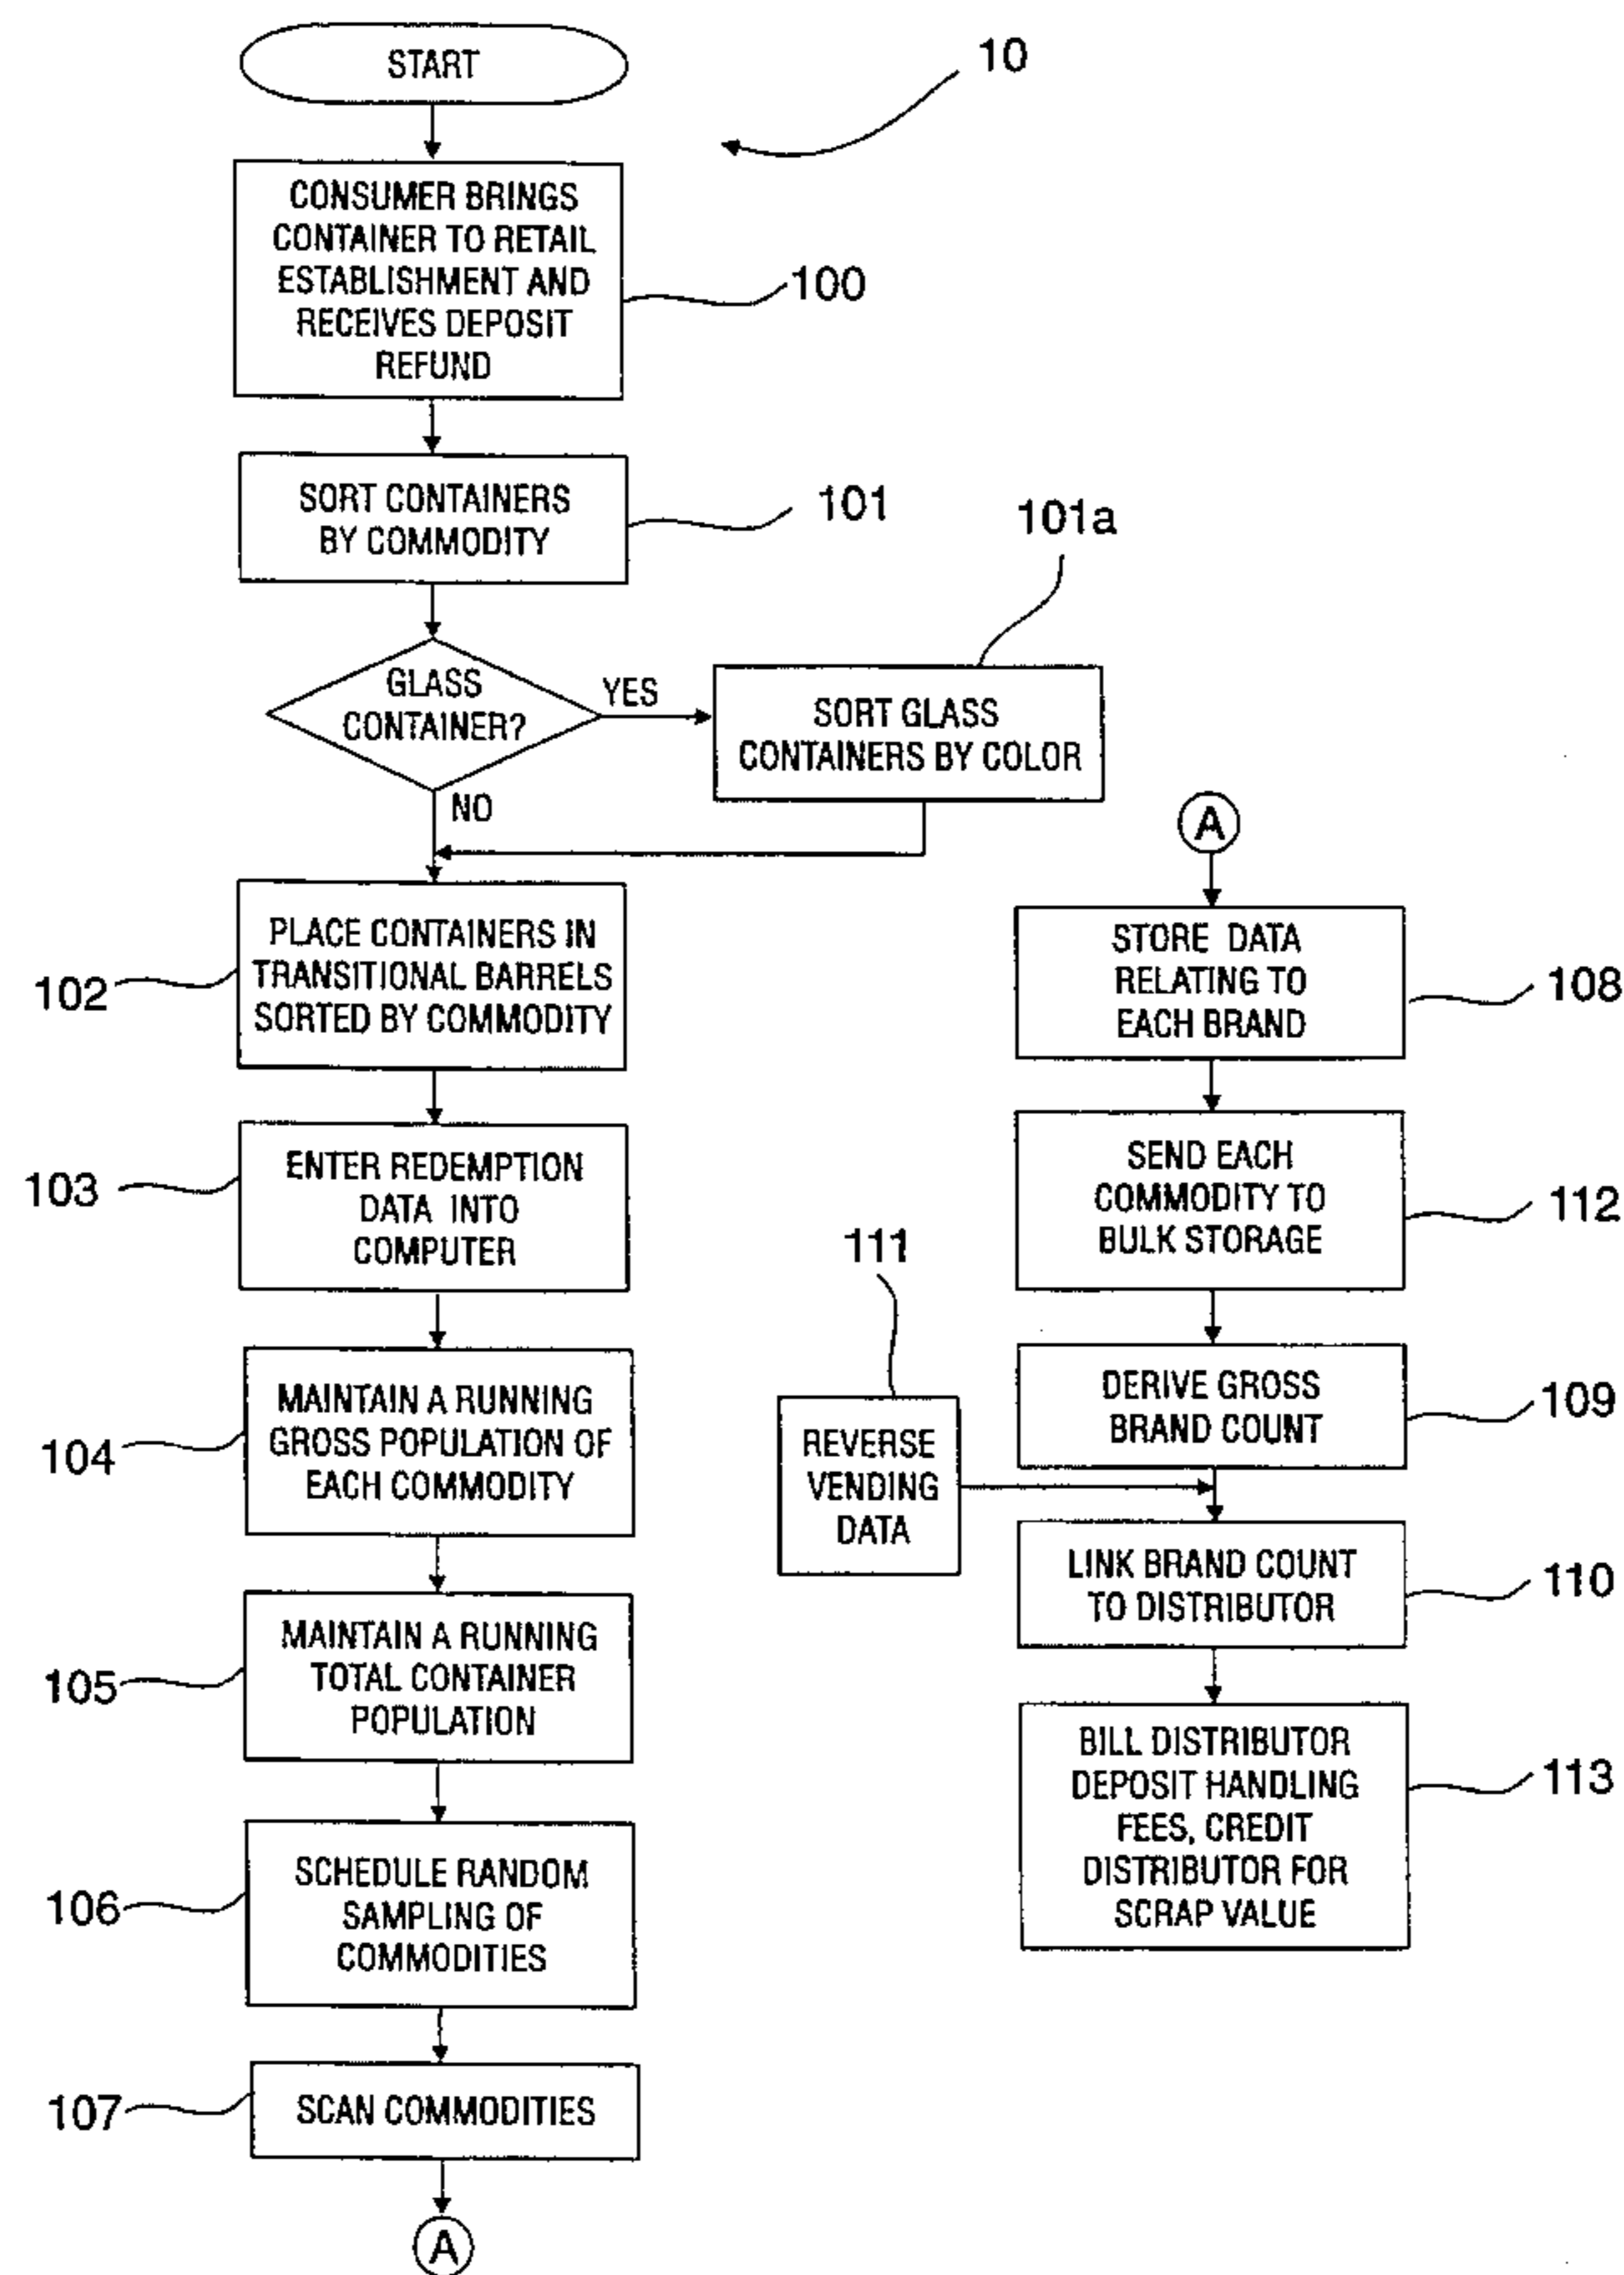 START
10
CONSUMER BRINGS
CONTAINER TO RETAIL
ESTABLISHMENT AND
RECEIVES DEPOSIT
REFUND
100
SORT CONTAINERS
BY COMMODITY
101
101a
GLASS
CONTAINER?
YES
NO
SORT GLASS
CONTAINERS BY COLOR
PLACE CONTAINERS IN
TRANSITIONAL BARRELS
SORTED BY COMMODITY
102
ENTER REDEMPTION
DATA INTO
COMPUTER
103
MAINTAIN A RUNNING
GROSS POPULATION OF
EACH COMMODITY
104
MAINTAIN A RUNNING
TOTAL CONTAINER
POPULATION
105
SCHEDULE RANDOM
SAMPLING OF
COMMODITIES
106
SCAN COMMODITIES
107
A
A
STORE DATA
RELATING TO
EACH BRAND
108
SEND EACH
COMMODITY TO
BULK STORAGE
112
DERIVE GROSS
BRAND COUNT
109
111
REVERSE
VENDING
DATA
LINK BRAND COUNT
TO DISTRIBUTOR
110
BILL DISTRIBUTOR
DEPOSIT HANDLING
FEES, CREDIT
DISTRIBUTOR FOR
SCRAP VALUE
113